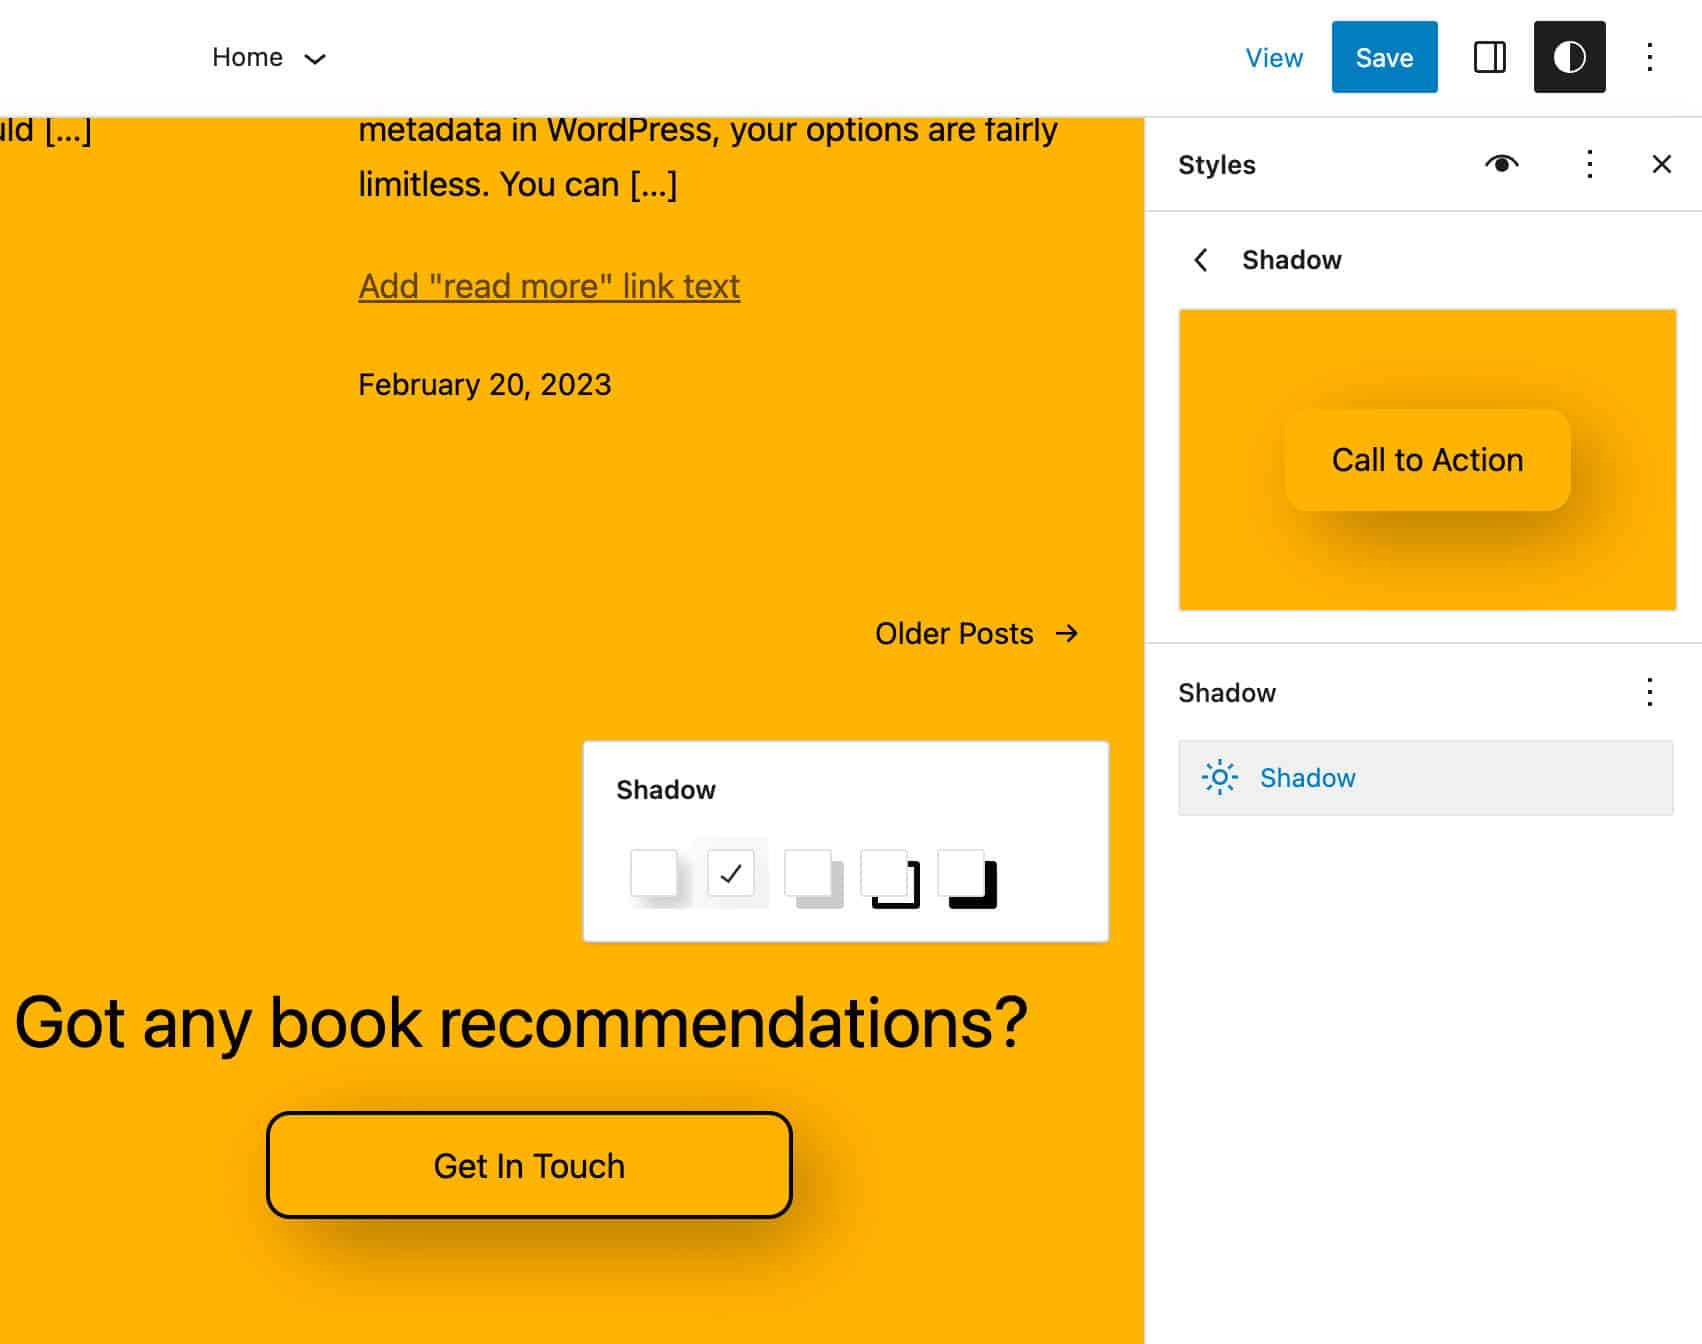 Home
View
Save
[...]
metadata in WordPress, your options are fairly
limitless. You can [...]
Add "read more" link text
February 20, 2023
Older Posts →
Shadow
Got any book recommendations?
Get In Touch
Styles
Shadow
Call to Action
Shadow
Shadow